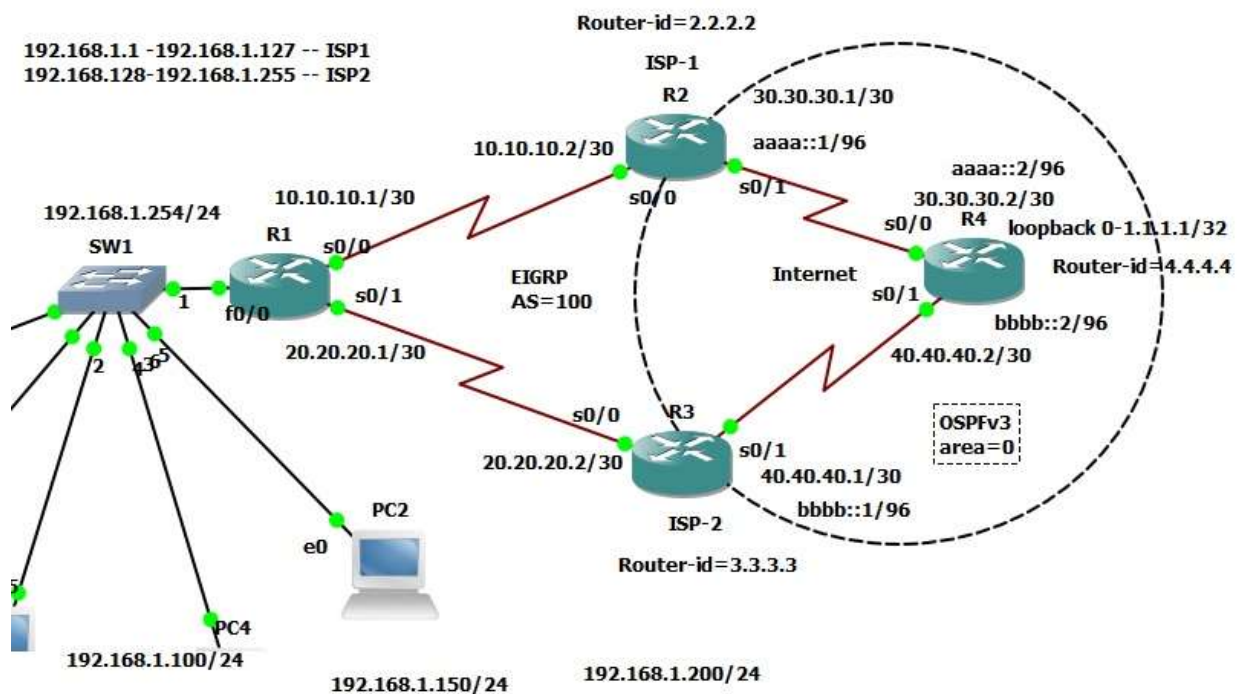 Router-id=2.2.2.2
192.168.1.1 -192.168.1.127 -- ISP1
192.168.128-192.168.1.255 -- ISP2
ISP-1
R2
30.30.30.1/30
10.10.10.2/30
aaaa::1/96
s0/0
s0/1
aaaa::2/96
30.30.30.2/30
192.168.1.254/24
10.10.10.1/30
SW1
R1
s0/0
s0/0
R4
loopback 0-1.1.1.1/32
Router-id=4.4.4.4
EIGRP
AS=100
Internet
1
f0/0
s0/1
s0/1
bbbb::2/96
20.20.20.1/30
40.40.40.2/30
2
4
3
6
5
s0/0
R3
s0/1
OSPFv3
area=0
20.20.20.2/30
40.40.40.1/30
bbbb::1/96
PC2
ISP-2
e0
Router-id=3.3.3.3
PC4
192.168.1.100/24
192.168.1.150/24
192.168.1.200/24